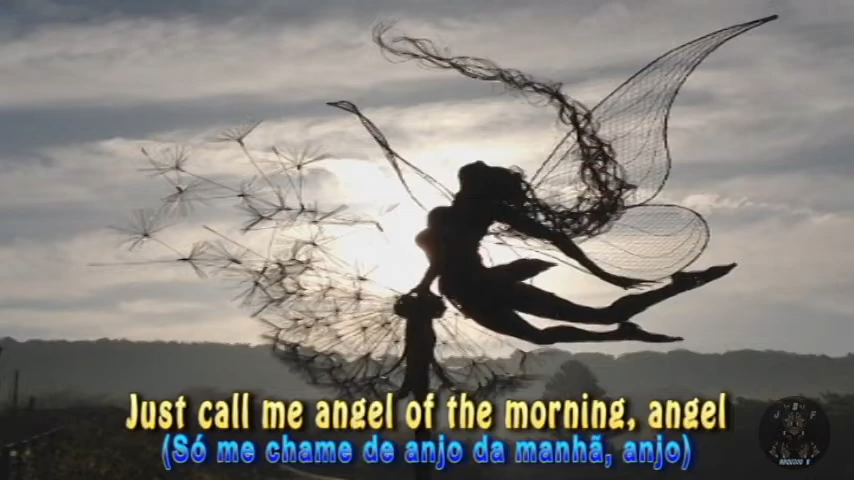 Just call me angel of the morning, angel
(Só me chame de anjo da manhã, anjo)
J B F